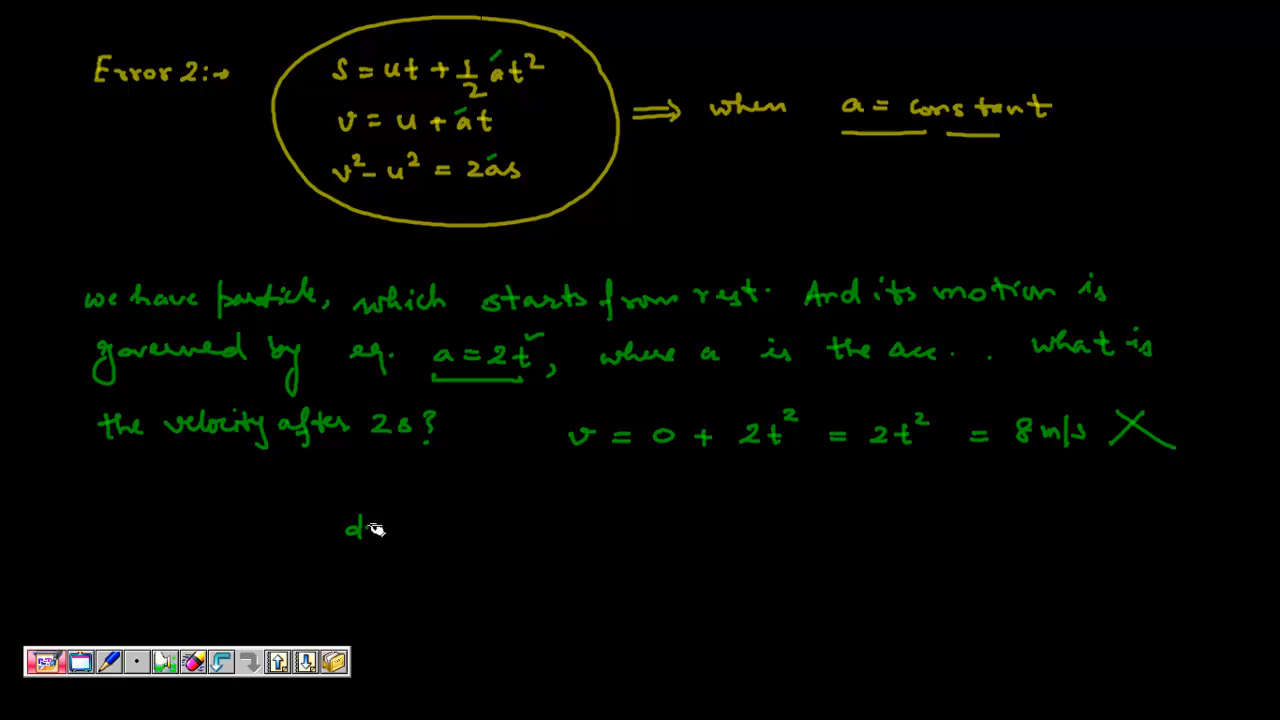 Error 2:→
s = ut + 1/2 at²
v = u + at
v² - u² = 2as
⟹ when a = constant
we have particle, which starts from rest. And its motion is
governed by eq. a = 2t, where a is the acc.. what is
the velocity after 2s? v = 0 + 2t² = 2t² = 8 m/s X
d